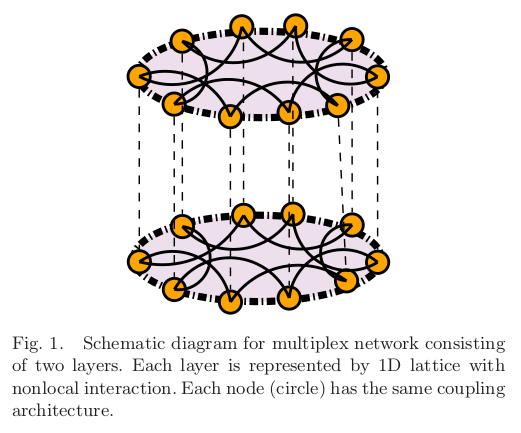 Fig. 1. Schematic diagram for multiplex network consisting
of two layers. Each layer is represented by 1D lattice with
nonlocal interaction. Each node (circle) has the same coupling
architecture.